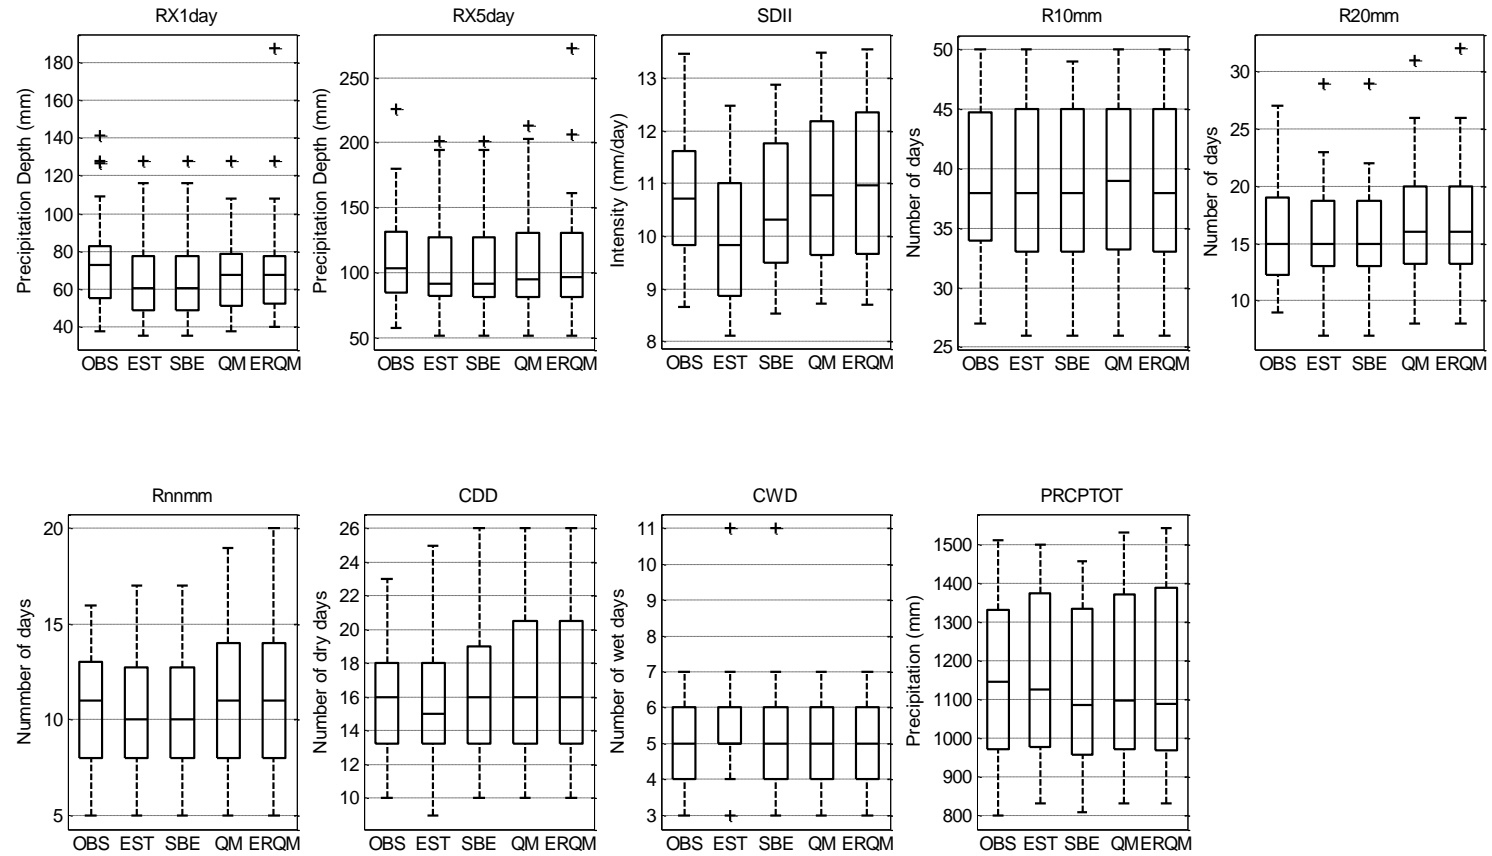 RX1day
Precipitation Depth (mm)
180
160
140
120
100
80
60
40
OBS EST SBE QM ERQM
RX5day
Precipitation Depth (mm)
250
200
150
100
50
OBS EST SBE QM ERQM
SDII
Intensity (mm/day)
13
12
11
10
9
8
OBS EST SBE QM ERQM
R10mm
Number of days
50
45
40
35
30
25
OBS EST SBE QM ERQM
R20mm
Number of days
30
25
20
15
10
OBS EST SBE QM ERQM
Rnnmm
Nummber of days
20
15
10
5
OBS EST SBE QM ERQM
CDD
Number of dry days
26
24
22
20
18
16
14
12
10
OBS EST SBE QM ERQM
CWD
Number of wet days
11
10
9
8
7
6
5
4
3
OBS EST SBE QM ERQM
PRCPTOT
Precipitation (mm)
1500
1400
1300
1200
1100
1000
900
800
OBS EST SBE QM ERQM